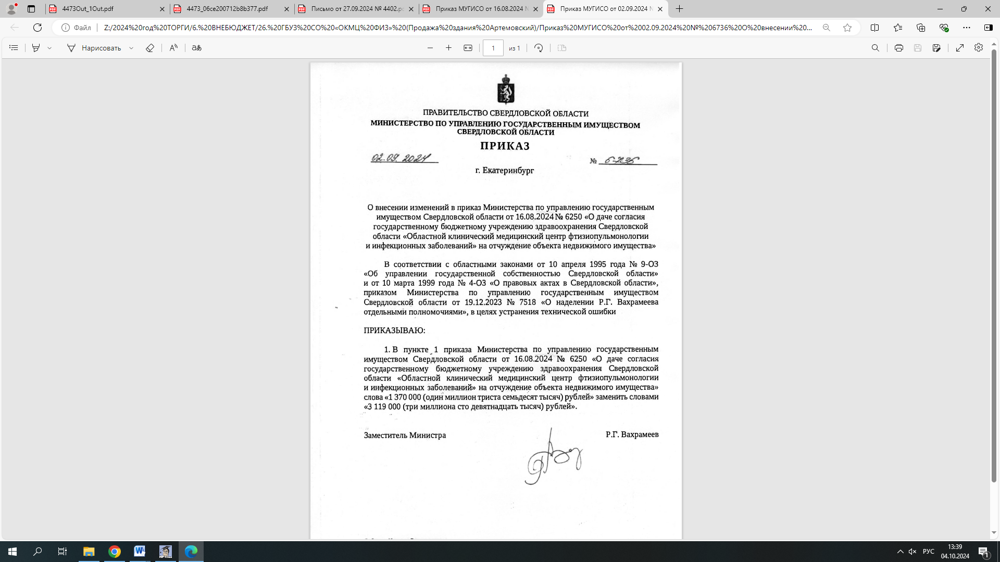 4473Out_1Out.pdf
4473_06ce200712b8b377.pdf
Письмо от 27.09.2024 № 4402.pc
Приказ МУГИСО от 16.08.2024 №
Приказ МУГИСО от 02.09.2024 №
Файл
Z:/2024%20год%20ТОРГИ/6.%20ВНЕБЮДЖЕТ/26.%20ГБУЗ%20СО%20«ОКМЦ%20ФИЗ»%20(Продажа%20здания%20Артемовский)/Приказ%20МУГИСО%20от%2002.09.2024%20№%206736%20О%20внесении%20...
Нарисовать
1
из 1
ПРАВИТЕЛЬСТВО СВЕРДЛОВСКОЙ ОБЛАСТИ
МИНИСТЕРСТВО ПО УПРАВЛЕНИЮ ГОСУДАРСТВЕННЫМ ИМУЩЕСТВОМ
СВЕРДЛОВСКОЙ ОБЛАСТИ
ПРИКАЗ
02.09.2024
№ 6736
г. Екатеринбург
О внесении изменений в приказ Министерства по управлению государственным
имуществом Свердловской области от 16.08.2024 № 6250 «О даче согласия
государственному бюджетному учреждению здравоохранения Свердловской
области «Областной клинический медицинский центр фтизиопульмонологии
и инфекционных заболеваний» на отчуждение объекта недвижимого имущества»
В соответствии с областными законами от 10 апреля 1995 года № 9-ОЗ
«Об управлении государственной собственностью Свердловской области»
и от 10 марта 1999 года № 4-ОЗ «О правовых актах в Свердловской области»,
приказом Министерства по управлению государственным имуществом
Свердловской области от 19.12.2023 № 7518 «О наделении Р.Г. Вахрамеева
отдельными полномочиями», в целях устранения технической ошибки
ПРИКАЗЫВАЮ:
1. В пункте 1 приказа Министерства по управлению государственным
имуществом Свердловской области от 16.08.2024 № 6250 «О даче согласия
государственному бюджетному учреждению здравоохранения Свердловской
области «Областной клинический медицинский центр фтизиопульмонологии
и инфекционных заболеваний» на отчуждение объекта недвижимого имущества»
слова «1 370 000 (один миллион триста семьдесят тысяч) рублей» заменить словами
«3 119 000 (три миллиона сто девятнадцать тысяч) рублей».
Заместитель Министра
Р.Г. Вахрамеев
РУС
13:39
04.10.2024
1